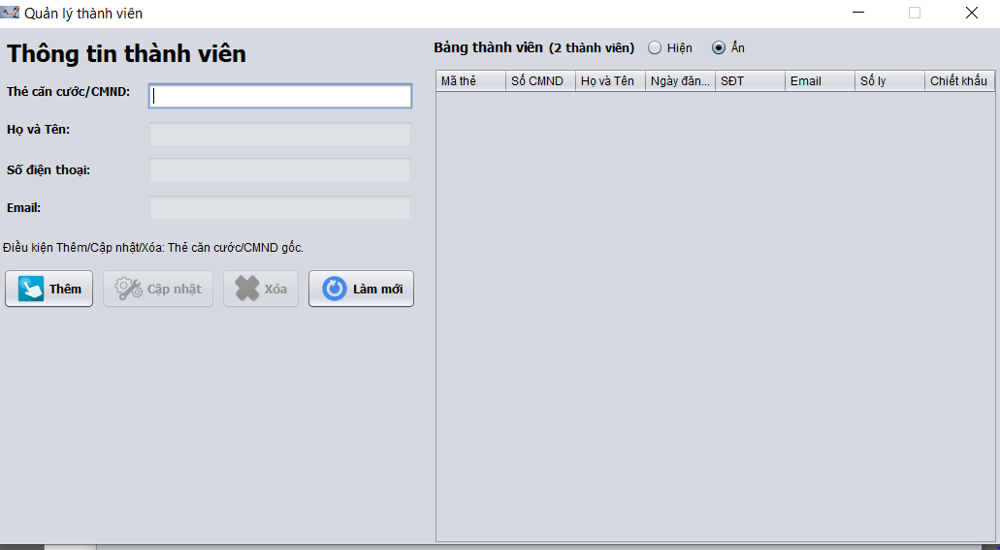 Quản lý thành viên
Thông tin thành viên
Thẻ căn cước/CMND:
Họ và Tên:
Số điện thoại:
Email:
Điều kiện Thêm/Cập nhật/Xóa: Thẻ căn cước/CMND gốc.
Thêm
Cập nhật
Xóa
Làm mới
Bảng thành viên (2 thành viên)
Hiện
Ẩn
Mã thẻ
Số CMND
Họ và Tên
Ngày đăn...
SĐT
Email
Số ly
Chiết khấu